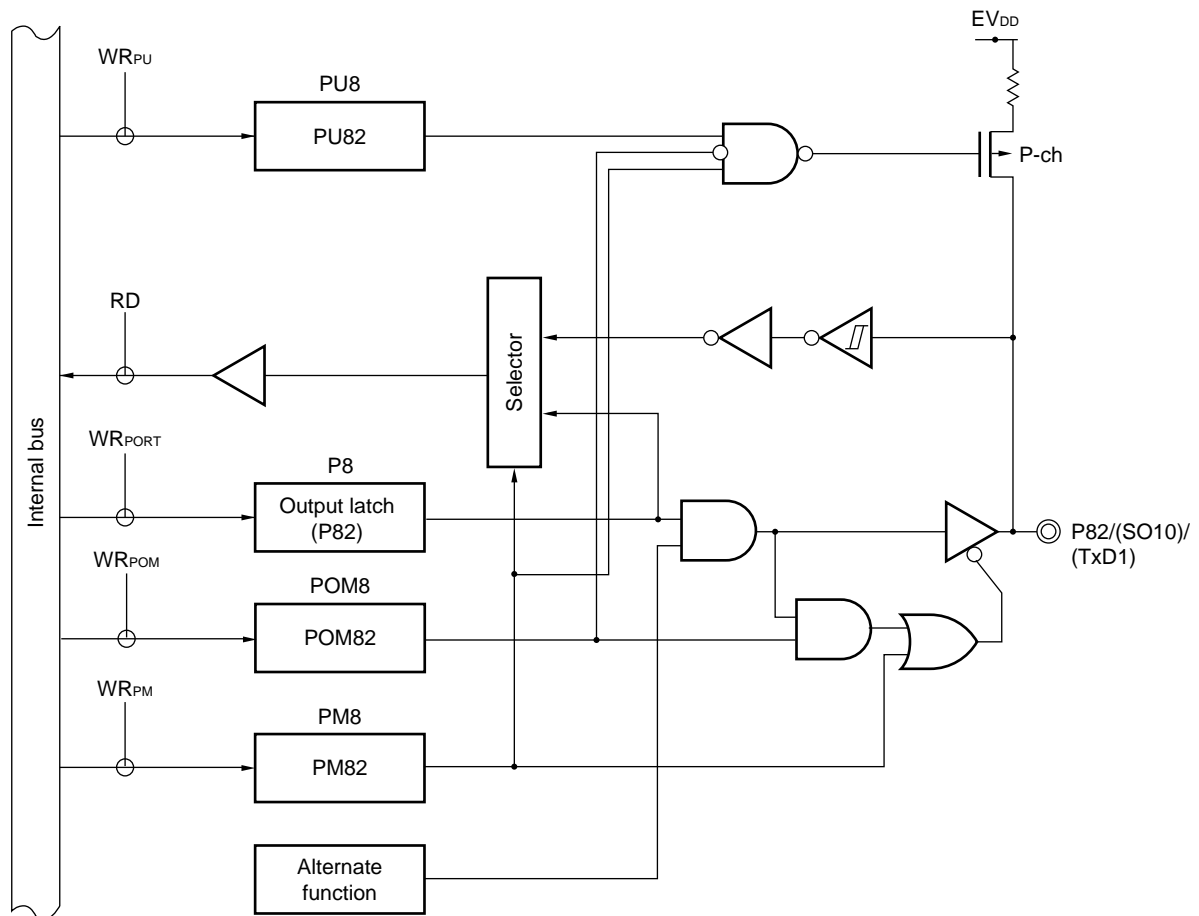 EVDD
WRPU
PU8
PU82
P-ch
RD
Selector
WRPORT
P8
Output latch
(P82)
Internal bus
P82/(SO10)/
(TxD1)
WRPOM
POM8
POM82
WRPM
PM8
PM82
Alternate
function